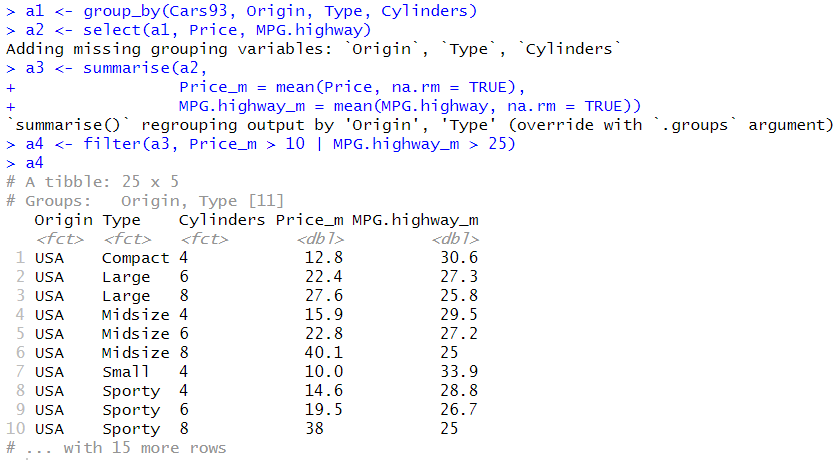 > a1 <- group_by(Cars93, Origin, Type, Cylinders)
> a2 <- select(a1, Price, MPG.highway)
Adding missing grouping variables: `Origin`, `Type`, `Cylinders`
> a3 <- summarise(a2,
+                 Price_m = mean(Price, na.rm = TRUE),
+                 MPG.highway_m = mean(MPG.highway, na.rm = TRUE))
`summarise()` regrouping output by 'Origin', 'Type' (override with `.groups` argument)
> a4 <- filter(a3, Price_m > 10 | MPG.highway_m > 25)
> a4
# A tibble: 25 x 5
# Groups:   Origin, Type [11]
   Origin Type    Cylinders Price_m MPG.highway_m
   <fct>  <fct>   <fct>       <dbl>         <dbl>
 1 USA    Compact 4            12.8          30.6
 2 USA    Large   6            22.4          27.3
 3 USA    Large   8            27.6          25.8
 4 USA    Midsize 4            15.9          29.5
 5 USA    Midsize 6            22.8          27.2
 6 USA    Midsize 8            40.1          25
 7 USA    Small   4            10.0          33.9
 8 USA    Sporty  4            14.6          28.8
 9 USA    Sporty  6            19.5          26.7
10 USA    Sporty  8            38            25
# ... with 15 more rows